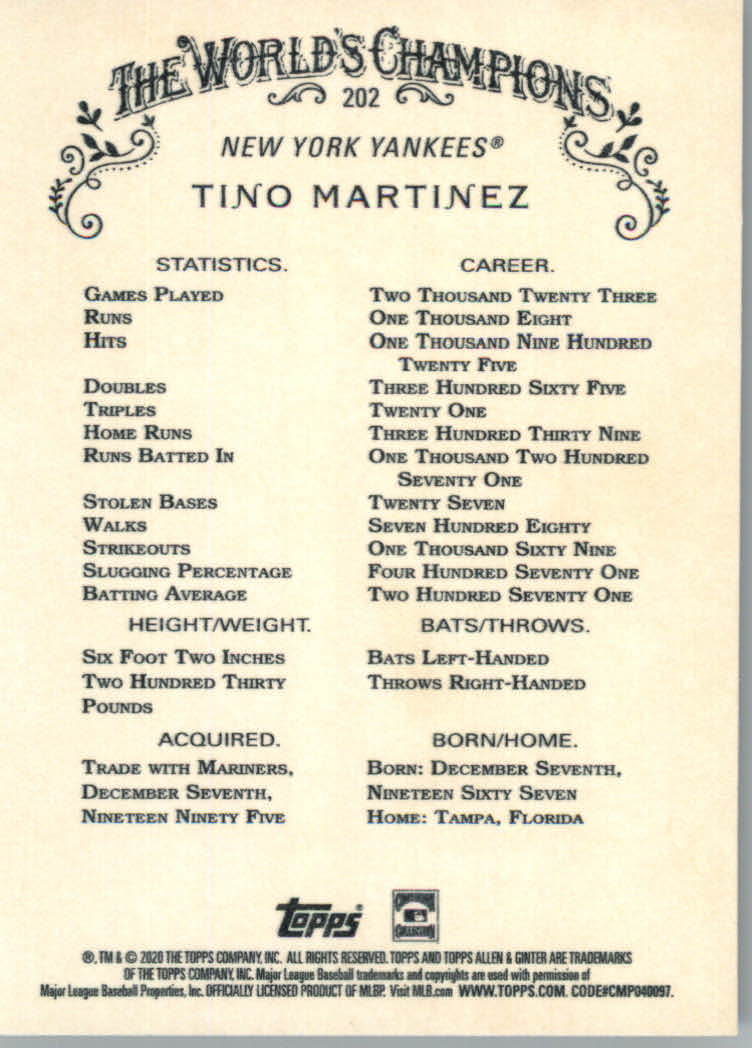 THE WORLD'S CHAMPIONS
202
NEW YORK YANKEES®
TINO MARTINEZ
STATISTICS. CAREER.
GAMES PLAYED TWO THOUSAND TWENTY THREE
RUNS ONE THOUSAND EIGHT
HITS ONE THOUSAND NINE HUNDRED
TWENTY FIVE
DOUBLES THREE HUNDRED SIXTY FIVE
TRIPLES TWENTY ONE
HOME RUNS THREE HUNDRED THIRTY NINE
RUNS BATTED IN ONE THOUSAND TWO HUNDRED
SEVENTY ONE
STOLEN BASES TWENTY SEVEN
WALKS SEVEN HUNDRED EIGHTY
STRIKEOUTS ONE THOUSAND SIXTY NINE
SLUGGING PERCENTAGE FOUR HUNDRED SEVENTY ONE
BATTING AVERAGE TWO HUNDRED SEVENTY ONE
HEIGHT/WEIGHT. BATS/THROWS.
SIX FOOT TWO INCHES BATS LEFT-HANDED
TWO HUNDRED THIRTY THROWS RIGHT-HANDED
POUNDS
ACQUIRED. BORN/HOME.
TRADE WITH MARINERS, BORN: DECEMBER SEVENTH,
DECEMBER SEVENTH, NINETEEN SIXTY SEVEN
NINETEEN NINETY FIVE HOME: TAMPA, FLORIDA
Topps® COOPERSTOWN COLLECTION
®, TM & © 2020 THE TOPPS COMPANY, INC. ALL RIGHTS RESERVED. TOPPS AND TOPPS ALLEN & GINTER ARE TRADEMARKS
OF THE TOPPS COMPANY, INC. Major League Baseball trademarks and copyrights are used with permission of
Major League Baseball Properties, Inc. OFFICIALLY LICENSED PRODUCT OF MLBP. Visit MLB.com WWW.TOPPS.COM. CODE#CMP040097.